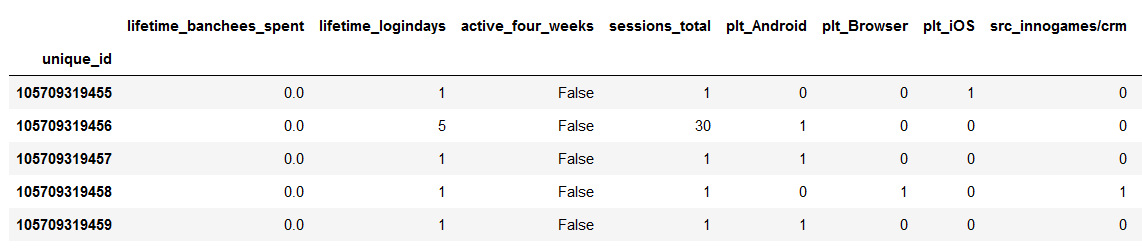 lifetime_banchees_spent lifetime_logindays active_four_weeks sessions_total plt_Android plt_Browser plt_iOS src_innogames/crm
unique_id
105709319455 0.0 1 False 1 0 0 1 0
105709319456 0.0 5 False 30 1 0 0 0
105709319457 0.0 1 False 1 1 0 0 0
105709319458 0.0 1 False 1 0 1 0 1
105709319459 0.0 1 False 1 1 0 0 0